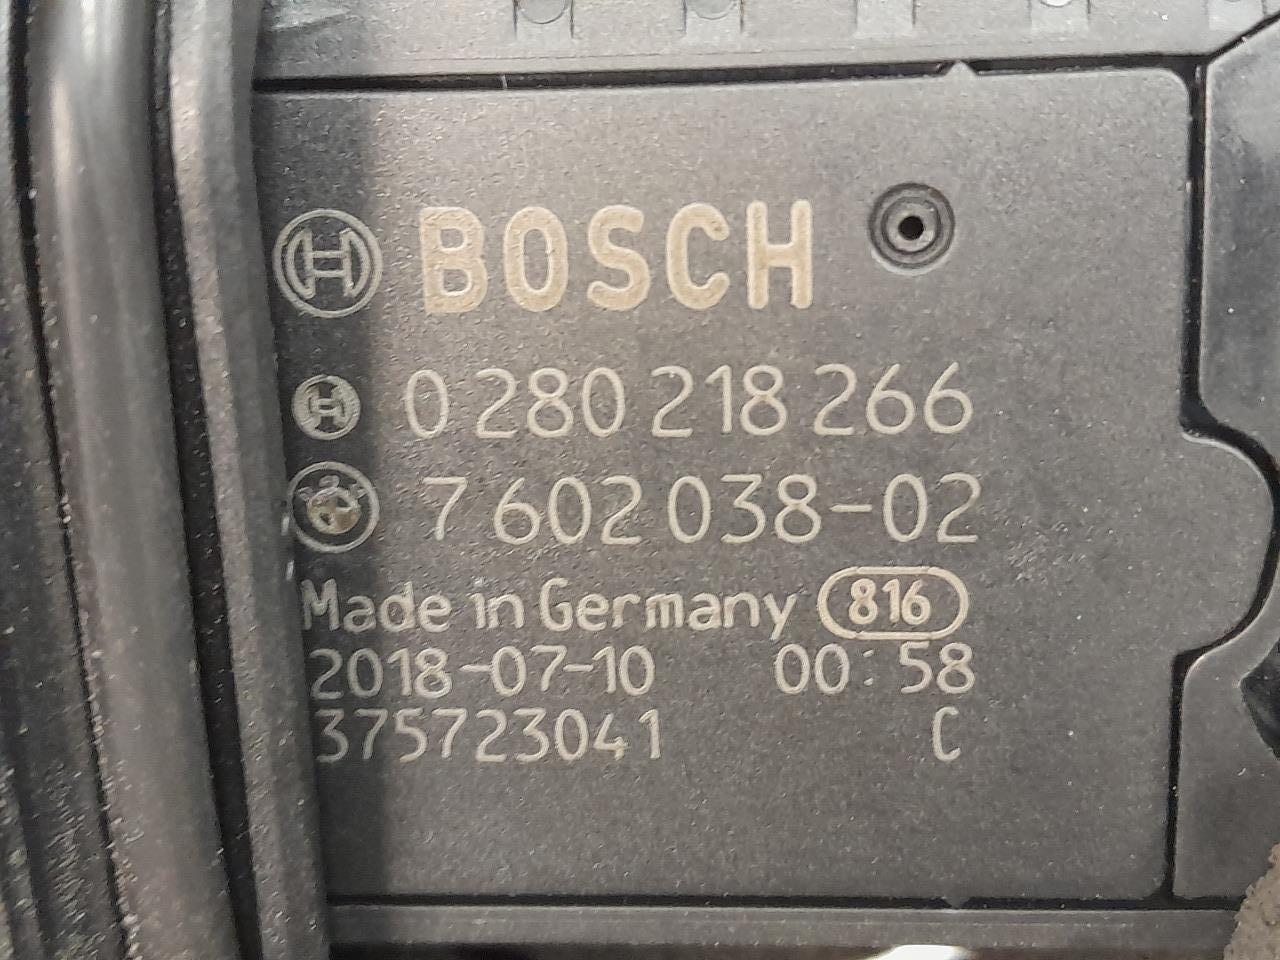 BOSCH
0 280 218 266
7 602 038-02
Made in Germany 816
2018-07-10 00:58
375723041 C